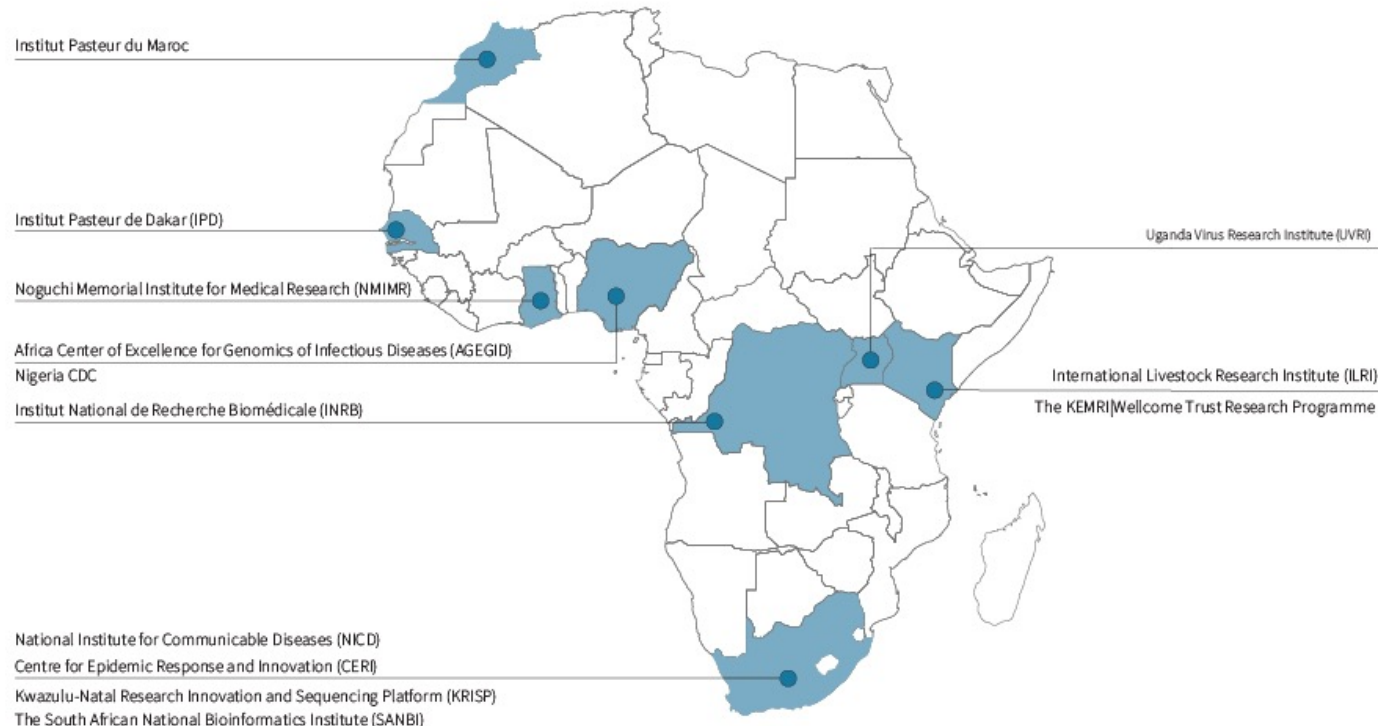 Institut Pasteur du Maroc
Institut Pasteur de Dakar (IPD)
Uganda Virus Research Institute (UVRI)
Noguchi Memorial Institute for Medical Research (NMIMR)
Africa Center of Excellence for Genomics of Infectious Diseases (AGEGID)
Nigeria CDC
International Livestock Research Institute (ILRI)
The KEMRI|Wellcome Trust Research Programme
Institut National de Recherche Biomédicale (INRB)
National Institute for Communicable Diseases (NICD)
Centre for Epidemic Response and Innovation (CERI)
Kwazulu-Natal Research Innovation and Sequencing Platform (KRISP)
The South African National Bioinformatics Institute (SANBI)